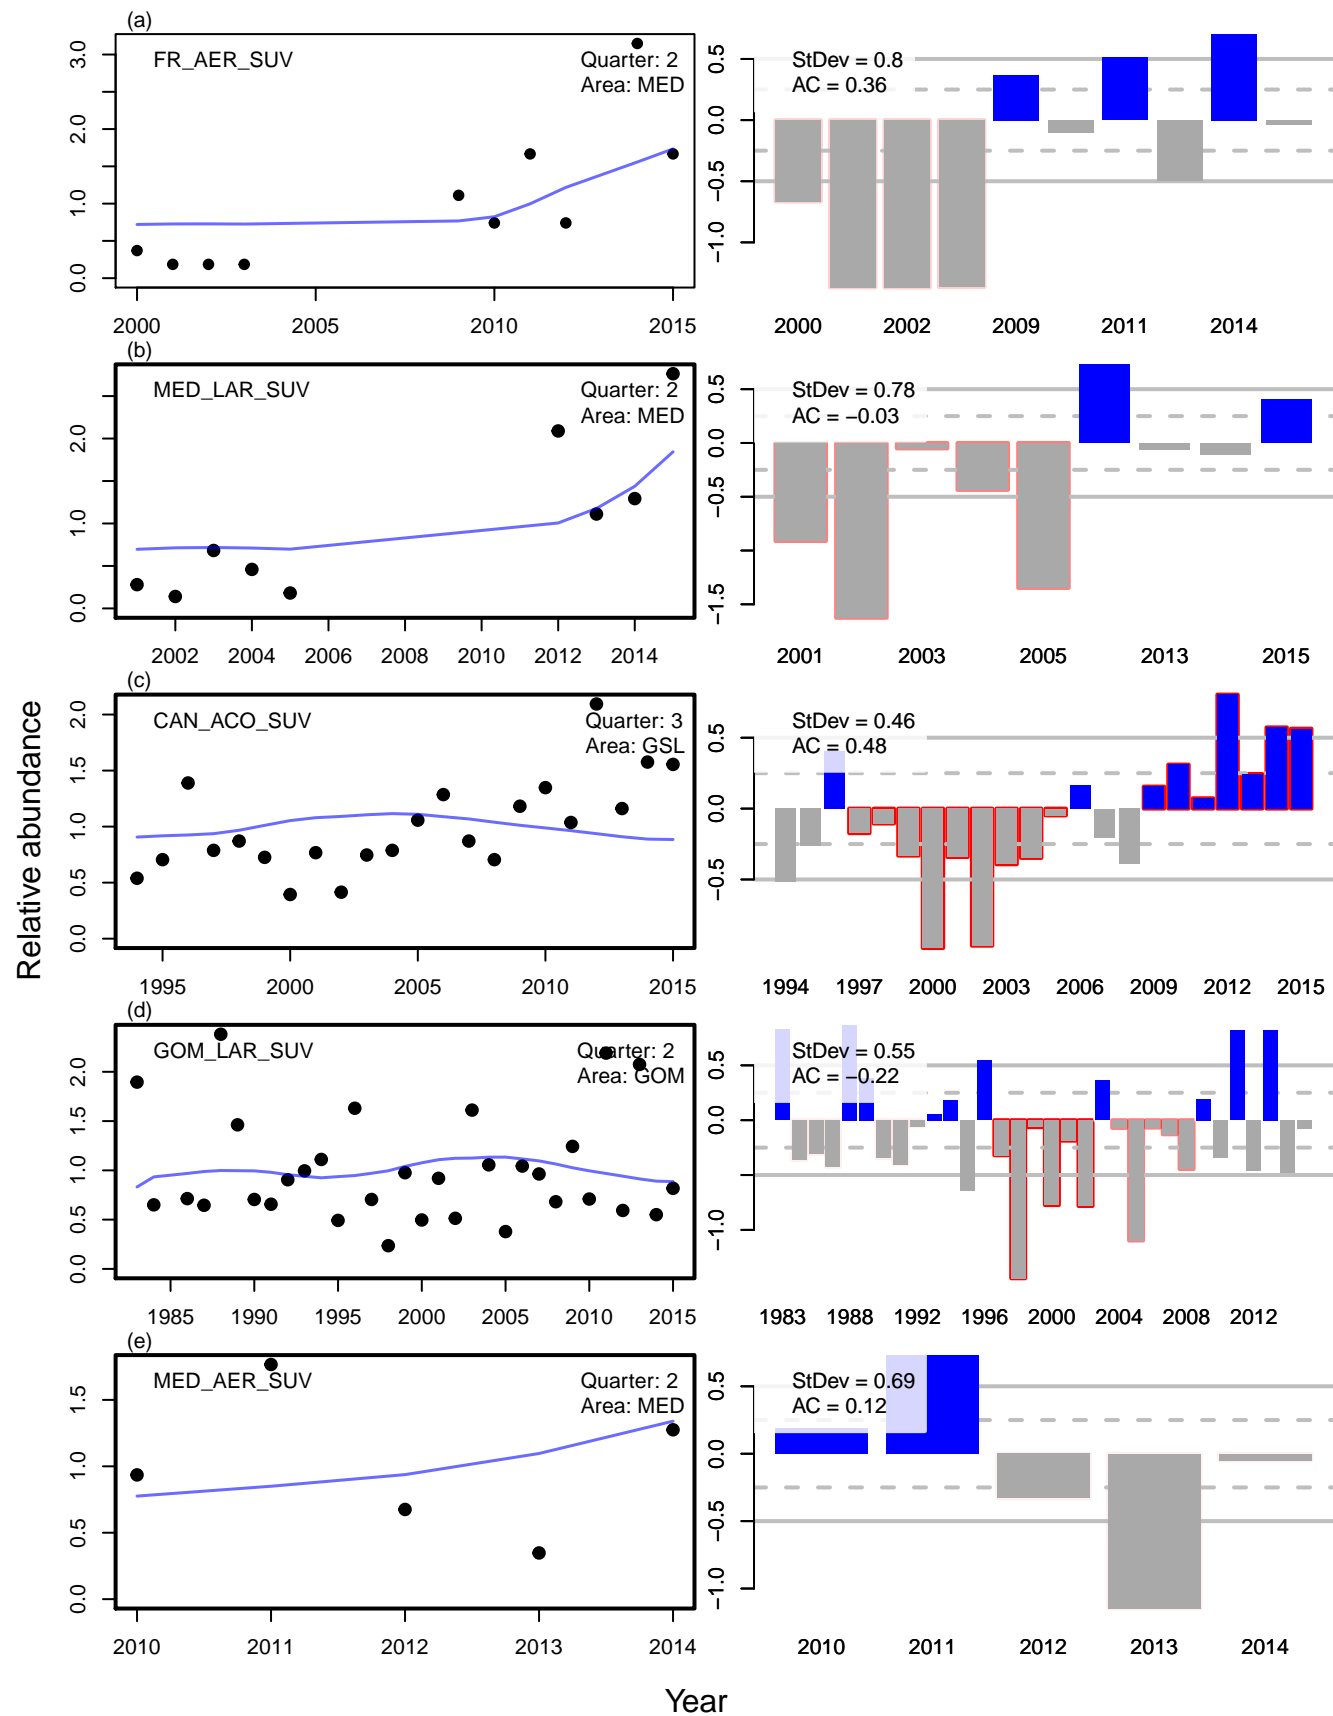 (a)
FR_AER_SUV
Quarter: 2
Area: MED
0.0 1.0 2.0 3.0
2000 2005 2010 2015
StDev = 0.8
AC = 0.36
−1.0 −0.5 0.0 0.5
2000 2002 2009 2011 2014
(b)
MED_LAR_SUV
Quarter: 2
Area: MED
0.0 1.0 2.0
2002 2004 2006 2008 2010 2012 2014
StDev = 0.78
AC = −0.03
−1.5 −0.5 0.0 0.5
2001 2003 2005 2013 2015
(c)
CAN_ACO_SUV
Quarter: 3
Area: GSL
0.0 0.5 1.0 1.5 2.0
1995 2000 2005 2010 2015
StDev = 0.46
AC = 0.48
−0.5 0.0 0.5
1994 1997 2000 2003 2006 2009 2012 2015
(d)
GOM_LAR_SUV
Quarter: 2
Area: GOM
0.0 0.5 1.0 1.5 2.0
1985 1990 1995 2000 2005 2010 2015
StDev = 0.55
AC = −0.22
−1.0 0.0 0.5
1983 1988 1992 1996 2000 2004 2008 2012
(e)
MED_AER_SUV
Quarter: 2
Area: MED
0.0 0.5 1.0 1.5
2010 2011 2012 2013 2014
StDev = 0.69
AC = 0.12
−1.0 −0.5 0.0 0.5
2010 2011 2012 2013 2014
Relative abundance
Year